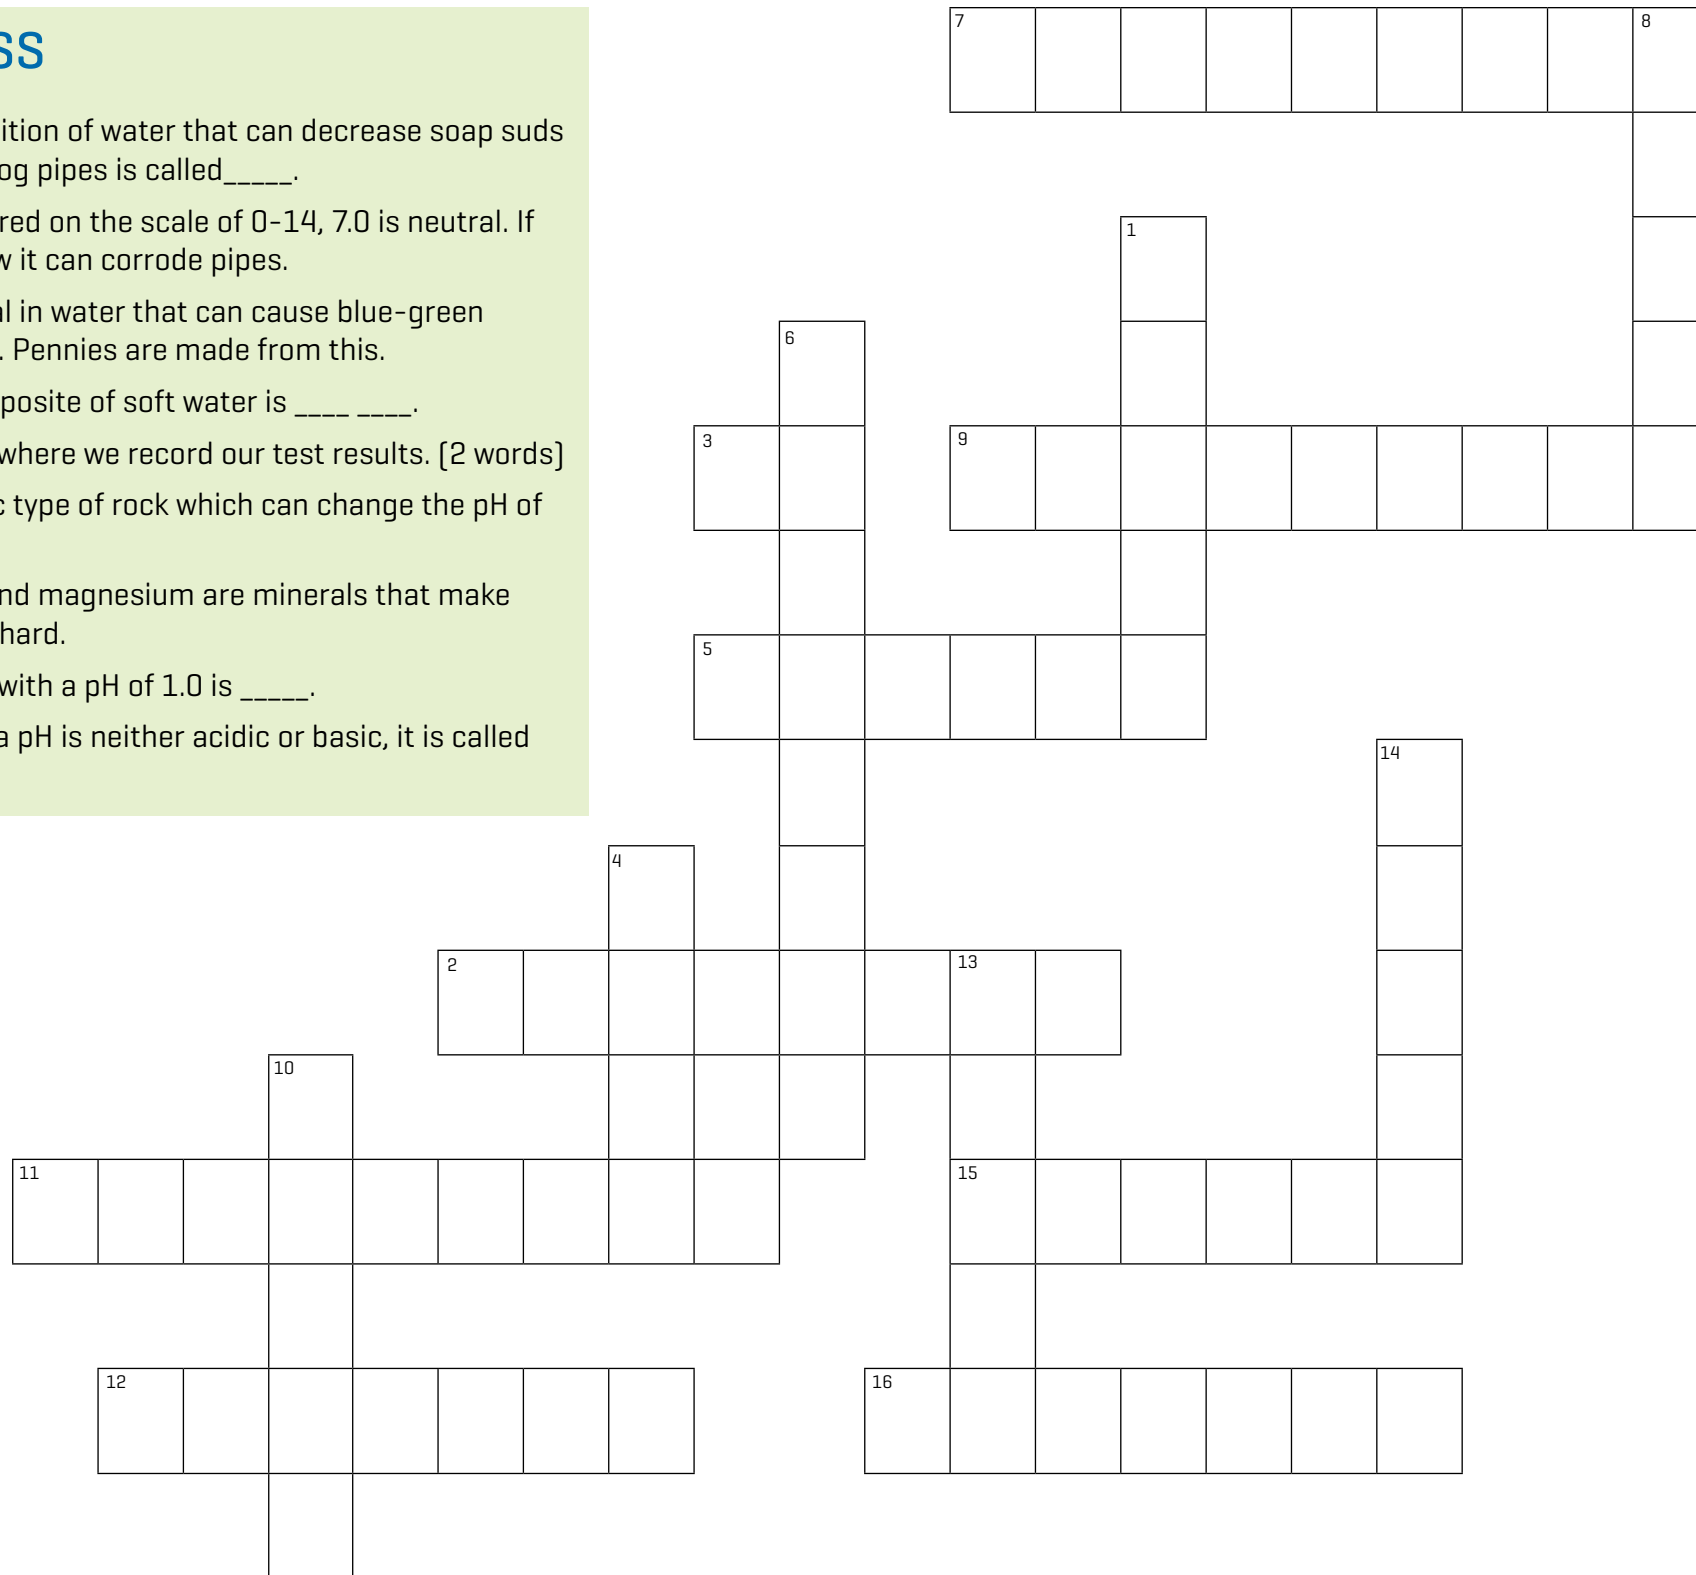 ss
ition of water that can decrease soap suds
og pipes is called_____.
red on the scale of 0-14, 7.0 is neutral. If
w it can corrode pipes.
al in water that can cause blue-green
. Pennies are made from this.
posite of soft water is ____ ____.
where we record our test results. (2 words)
c type of rock which can change the pH of
nd magnesium are minerals that make
hard.
with a pH of 1.0 is _____.
a pH is neither acidic or basic, it is called
7 8
1
6
3 9
5
14
4
2 13
10
11 15
12 16